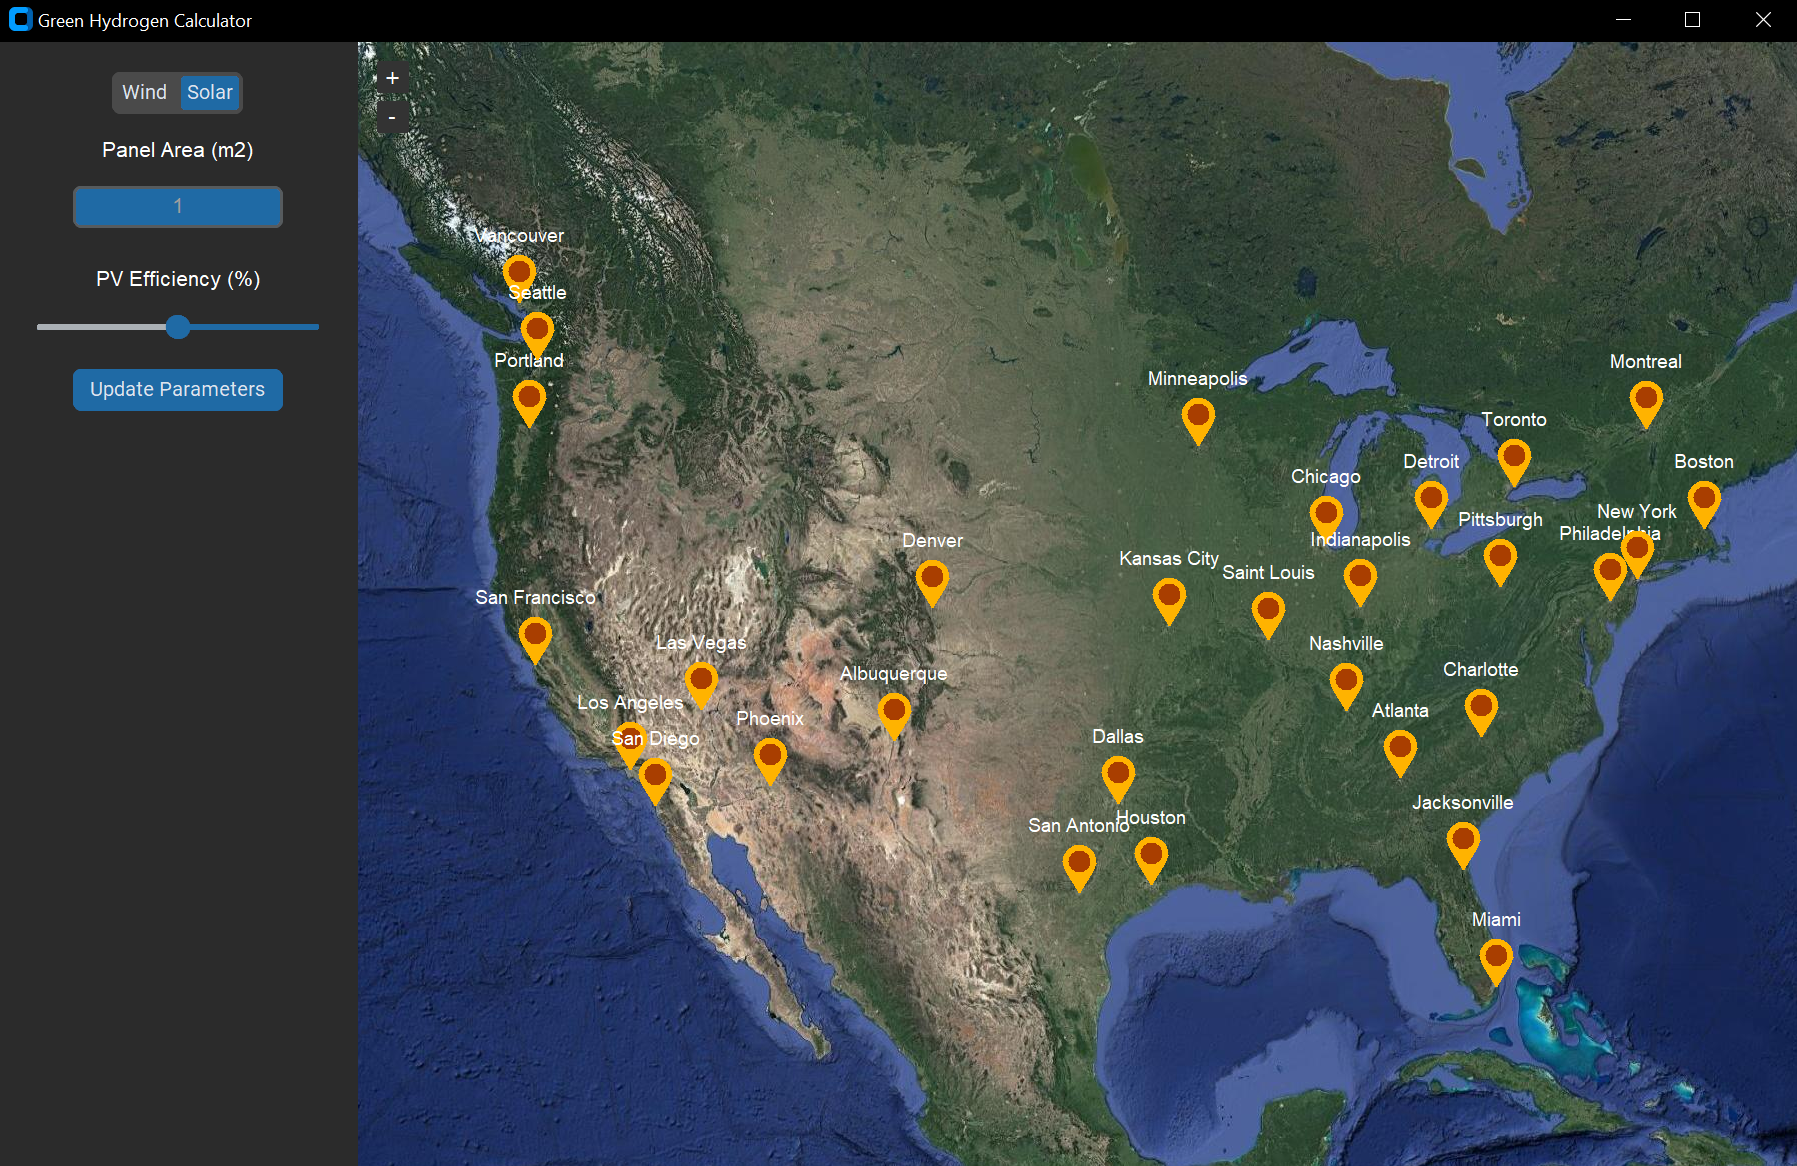 Green Hydrogen Calculator
Wind
Solar
Panel Area (m2)
1
PV Efficiency (%)
Update Parameters
+
-
Vancouver
Seattle
Portland
Minneapolis
Montreal
Toronto
Boston
Detroit
Chicago
New York
Pittsburgh
Philadelphia
Indianapolis
Denver
Kansas City
Saint Louis
San Francisco
Las Vegas
Nashville
Charlotte
Albuquerque
Los Angeles
Atlanta
Phoenix
San Diego
Dallas
Jacksonville
Houston
San Antonio
Miami